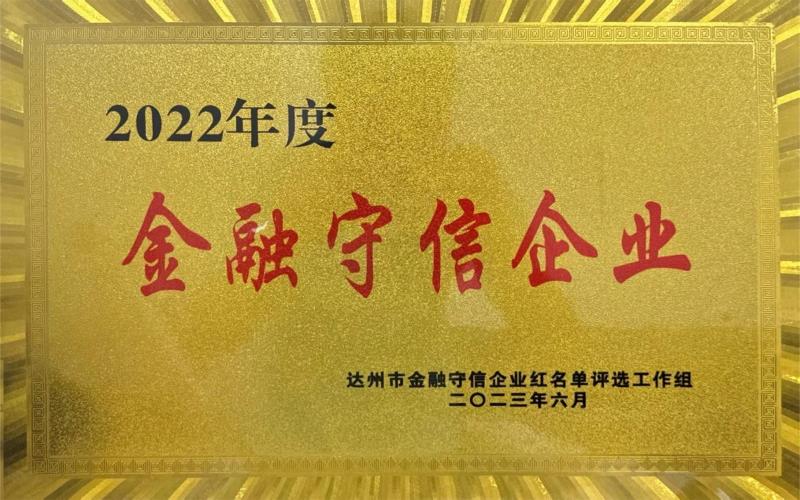 2022年度
金融守信企业
达州市金融守信企业红名单评选工作组
二〇二三年六月